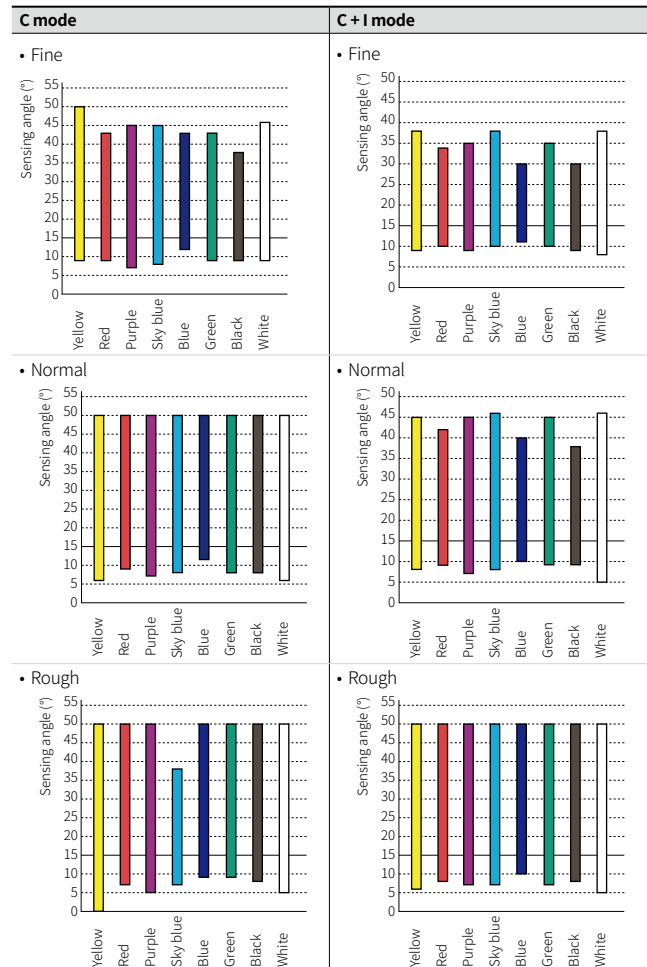 C mode
C + I mode
• Fine
Sensing angle (°)
55
50
45
40
35
30
25
20
15
10
5
0
Yellow
Red
Purple
Sky blue
Blue
Green
Black
White
• Fine
Sensing angle (°)
50
50
40
40
35
30
25
20
15
10
5
0
Yellow
Red
Purple
Sky blue
Blue
Green
Black
White
• Normal
Sensing angle (°)
55
50
45
40
35
30
25
20
15
10
5
0
Yellow
Red
Purple
Sky blue
Blue
Green
Black
White
• Normal
Sensing angle (°)
50
50
45
40
35
30
25
20
15
10
5
0
Yellow
Red
Purple
Sky blue
Blue
Green
Black
White
• Rough
Sensing angle (°)
55
50
45
40
35
30
25
20
15
10
5
0
Yellow
Red
Purple
Sky blue
Blue
Green
Black
White
• Rough
Sensing angle (°)
55
50
45
40
35
30
25
20
15
10
5
0
Yellow
Red
Purple
Sky blue
Blue
Green
Black
White